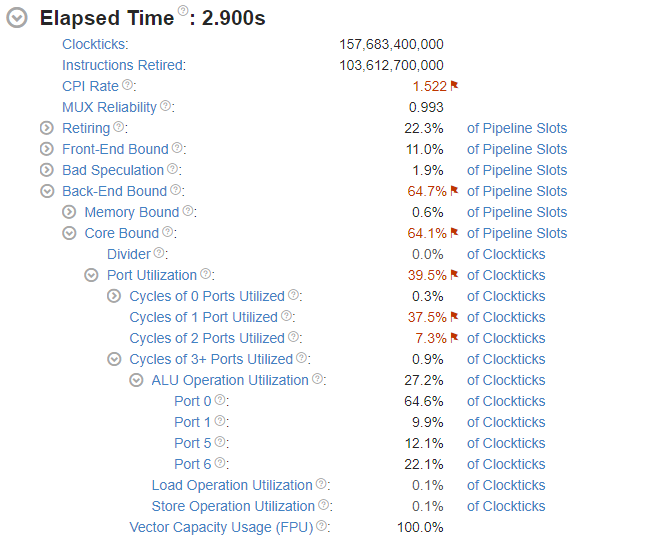 Elapsed Time ?: 2.900s
Clockticks: 157,683,400,000
Instructions Retired: 103,612,700,000
CPI Rate ?: 1.522
MUX Reliability ?: 0.993
Retiring ?: 22.3% of Pipeline Slots
Front-End Bound ?: 11.0% of Pipeline Slots
Bad Speculation ?: 1.9% of Pipeline Slots
Back-End Bound ?: 64.7% of Pipeline Slots
Memory Bound ?: 0.6% of Pipeline Slots
Core Bound ?: 64.1% of Pipeline Slots
Divider ?: 0.0% of Clockticks
Port Utilization ?: 39.5% of Clockticks
Cycles of 0 Ports Utilized ?: 0.3% of Clockticks
Cycles of 1 Port Utilized ?: 37.5% of Clockticks
Cycles of 2 Ports Utilized ?: 7.3% of Clockticks
Cycles of 3+ Ports Utilized ?: 0.9% of Clockticks
ALU Operation Utilization ?: 27.2% of Clockticks
Port 0 ?: 64.6% of Clockticks
Port 1 ?: 9.9% of Clockticks
Port 5 ?: 12.1% of Clockticks
Port 6 ?: 22.1% of Clockticks
Load Operation Utilization ?: 0.1% of Clockticks
Store Operation Utilization ?: 0.1% of Clockticks
Vector Capacity Usage (FPU) ?: 100.0%